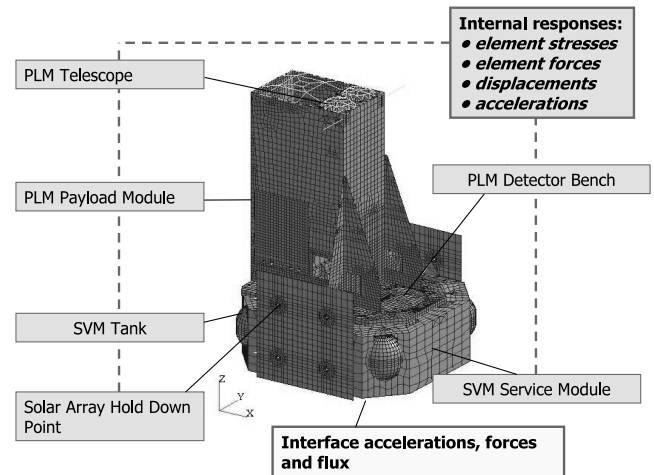 Internal responses:
• element stresses
• element forces
• displacements
• accelerations
PLM Telescope
PLM Payload Module
PLM Detector Bench
SVM Tank
SVM Service Module
Solar Array Hold Down
Point
Z
Y
X
Interface accelerations, forces
and flux